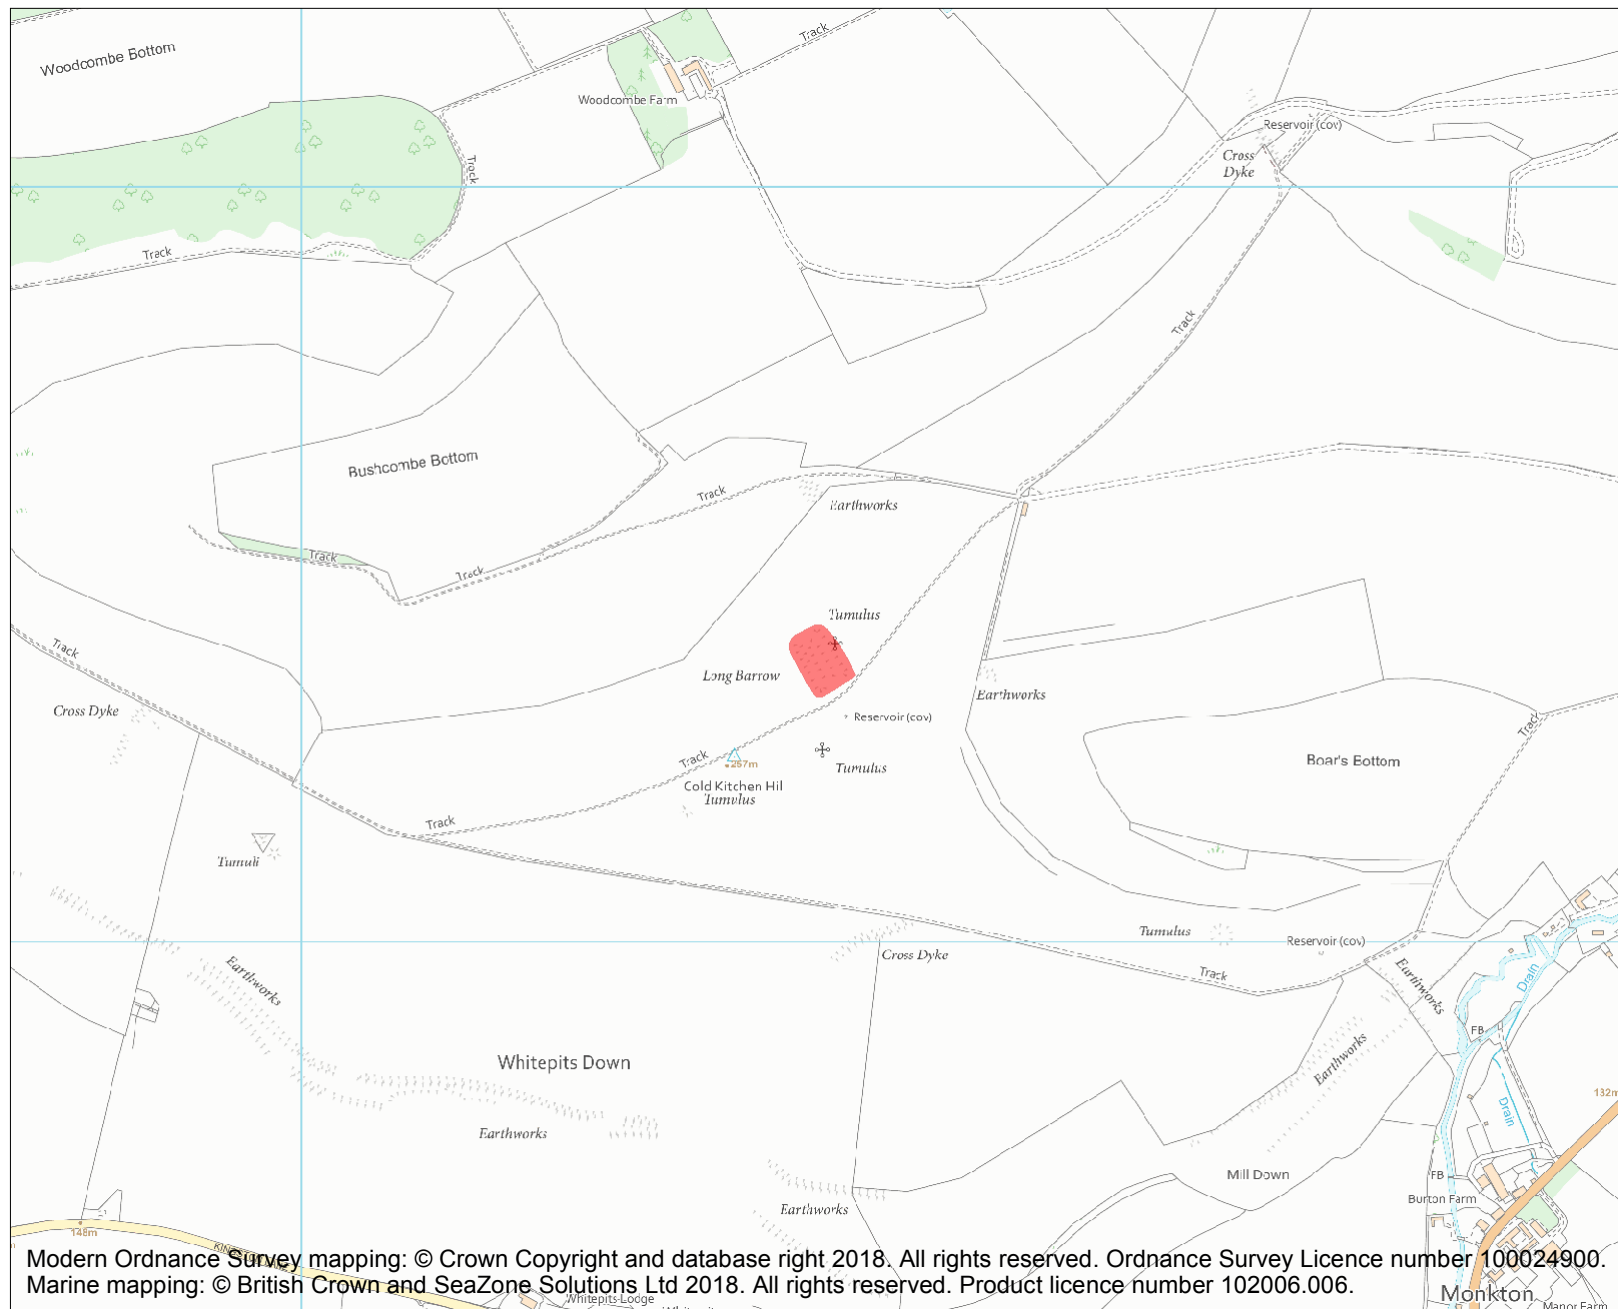 Woodcombe Bottom
Track
Woodcombe Farm
Reservoir (cov)
Cross
Dyke
Track
Track
Track
Bushcombe Bottom
Track
Earthworks
Track
Track
Tumulus
Track
Long Barrow
Earthworks
Cross Dyke
Reservoir (cov)
Track
Track
267m
Boar's Bottom
Tumulus
Cold Kitchen Hil
Tumulus
Track
Tumuli
Tumulus
Reservoir (cov)
Cross Dyke
Earthworks
Track
Earthworks
Drain
FB
Whitepits Down
Earthworks
132m
Drain
Earthworks
Mill Down
FB
Burton Farm
Earthworks
148m
Modern Ordnance Survey mapping: © Crown Copyright and database right 2018. All rights reserved. Ordnance Survey Licence number 100024900.
Marine mapping: © British Crown and SeaZone Solutions Ltd 2018. All rights reserved. Product licence number 102006.006.
Whitepits Lodge
Monkton
Manor Farm